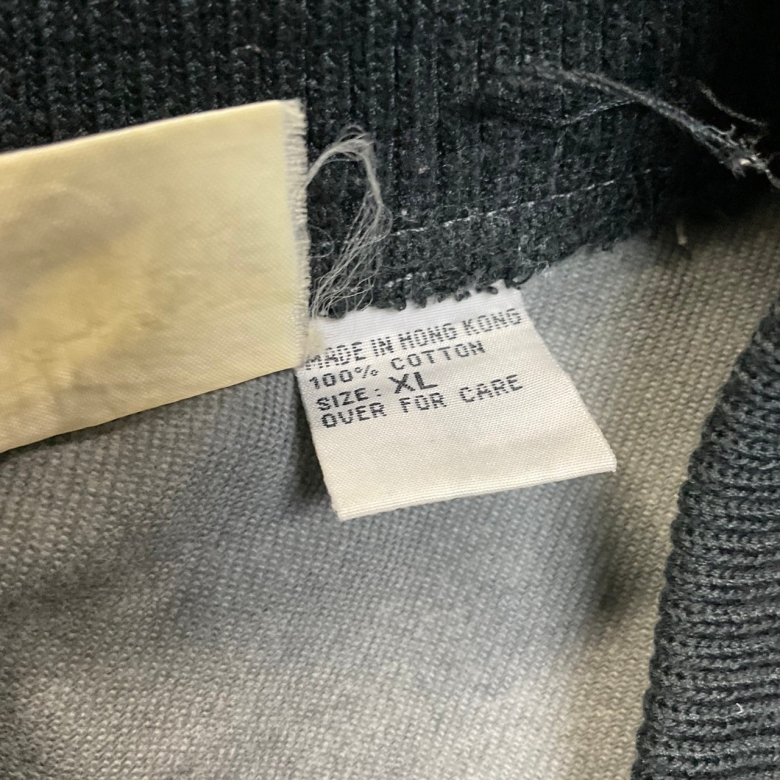 MADE IN HONG KONG
100% COTTON
SIZE: XL
OVER FOR CARE